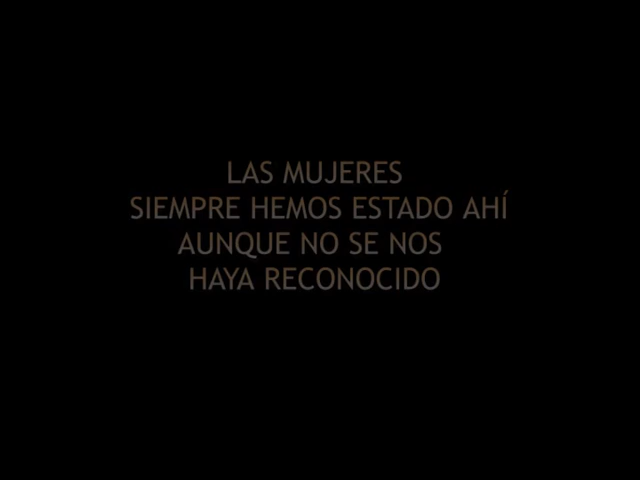 LAS MUJERES
SIEMPRE HEMOS ESTADO AHÍ
AUNQUE NO SE NOS
HAYA RECONOCIDO